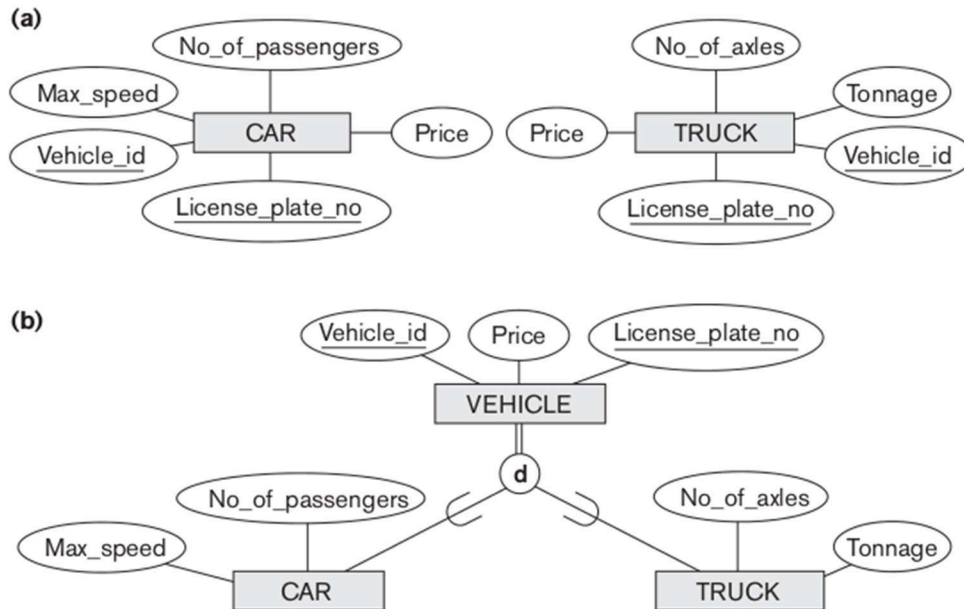 (a)
No_of_passengers
No_of_axles
Max_speed
Tonnage
CAR
Price
Price
TRUCK
Vehicle_id
Vehicle_id
License_plate_no
License_plate_no
(b)
Vehicle_id
Price
License_plate_no
VEHICLE
d
No_of_passengers
No_of_axles
Max_speed
Tonnage
CAR
TRUCK